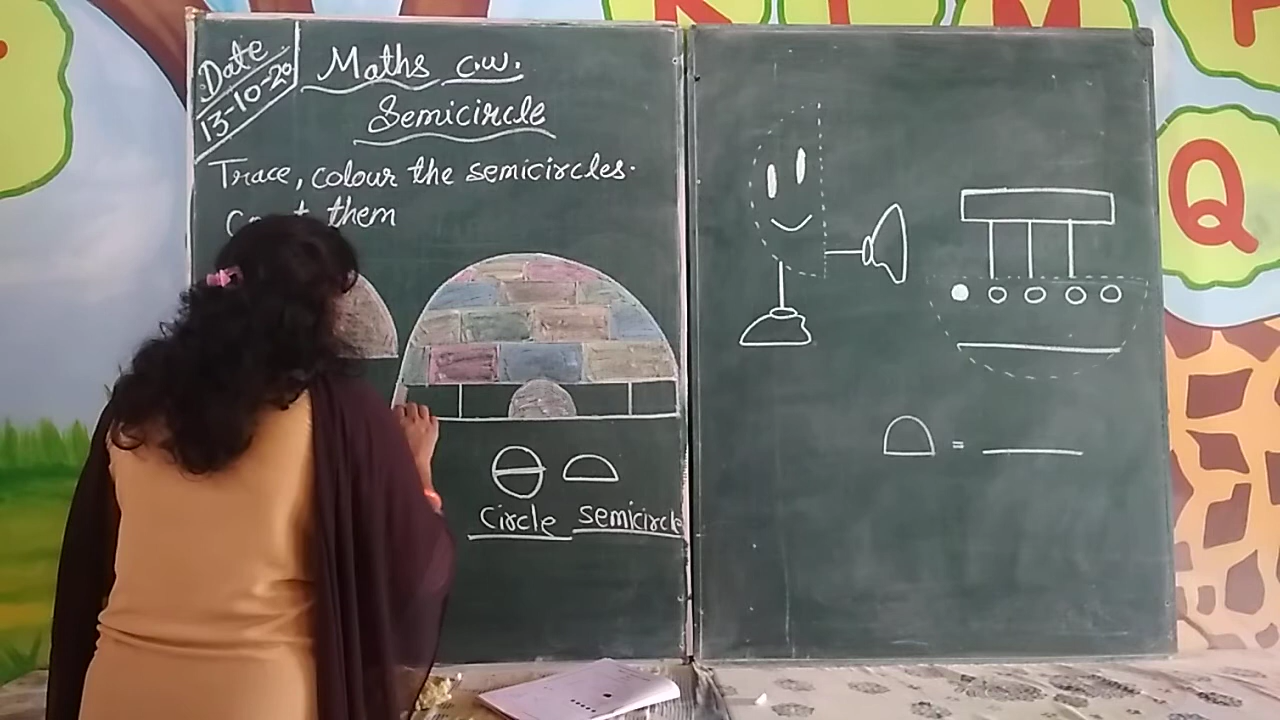 Date
13-10-20
Maths c.w.
Semicircle
Trace, colour the semicircles.
them
Circle semicircle
=
Q